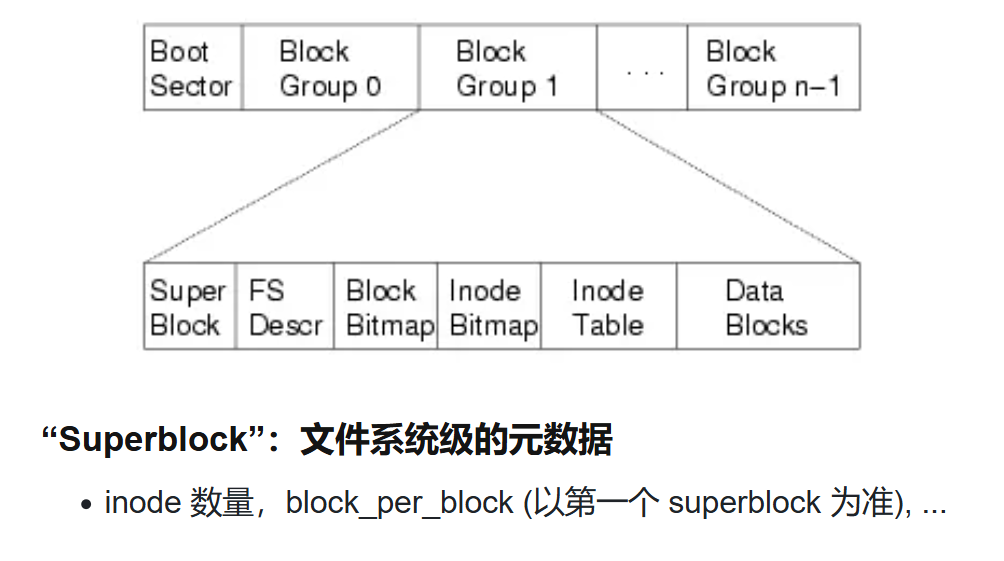 Boot Sector
Block Group 0
Block Group 1
. . .
Block Group n−1
Super Block
FS Descr
Block Bitmap
Inode Bitmap
Inode Table
Data Blocks
“Superblock”：文件系统级的元数据
• inode 数量，block_per_block (以第一个 superblock 为准), ...